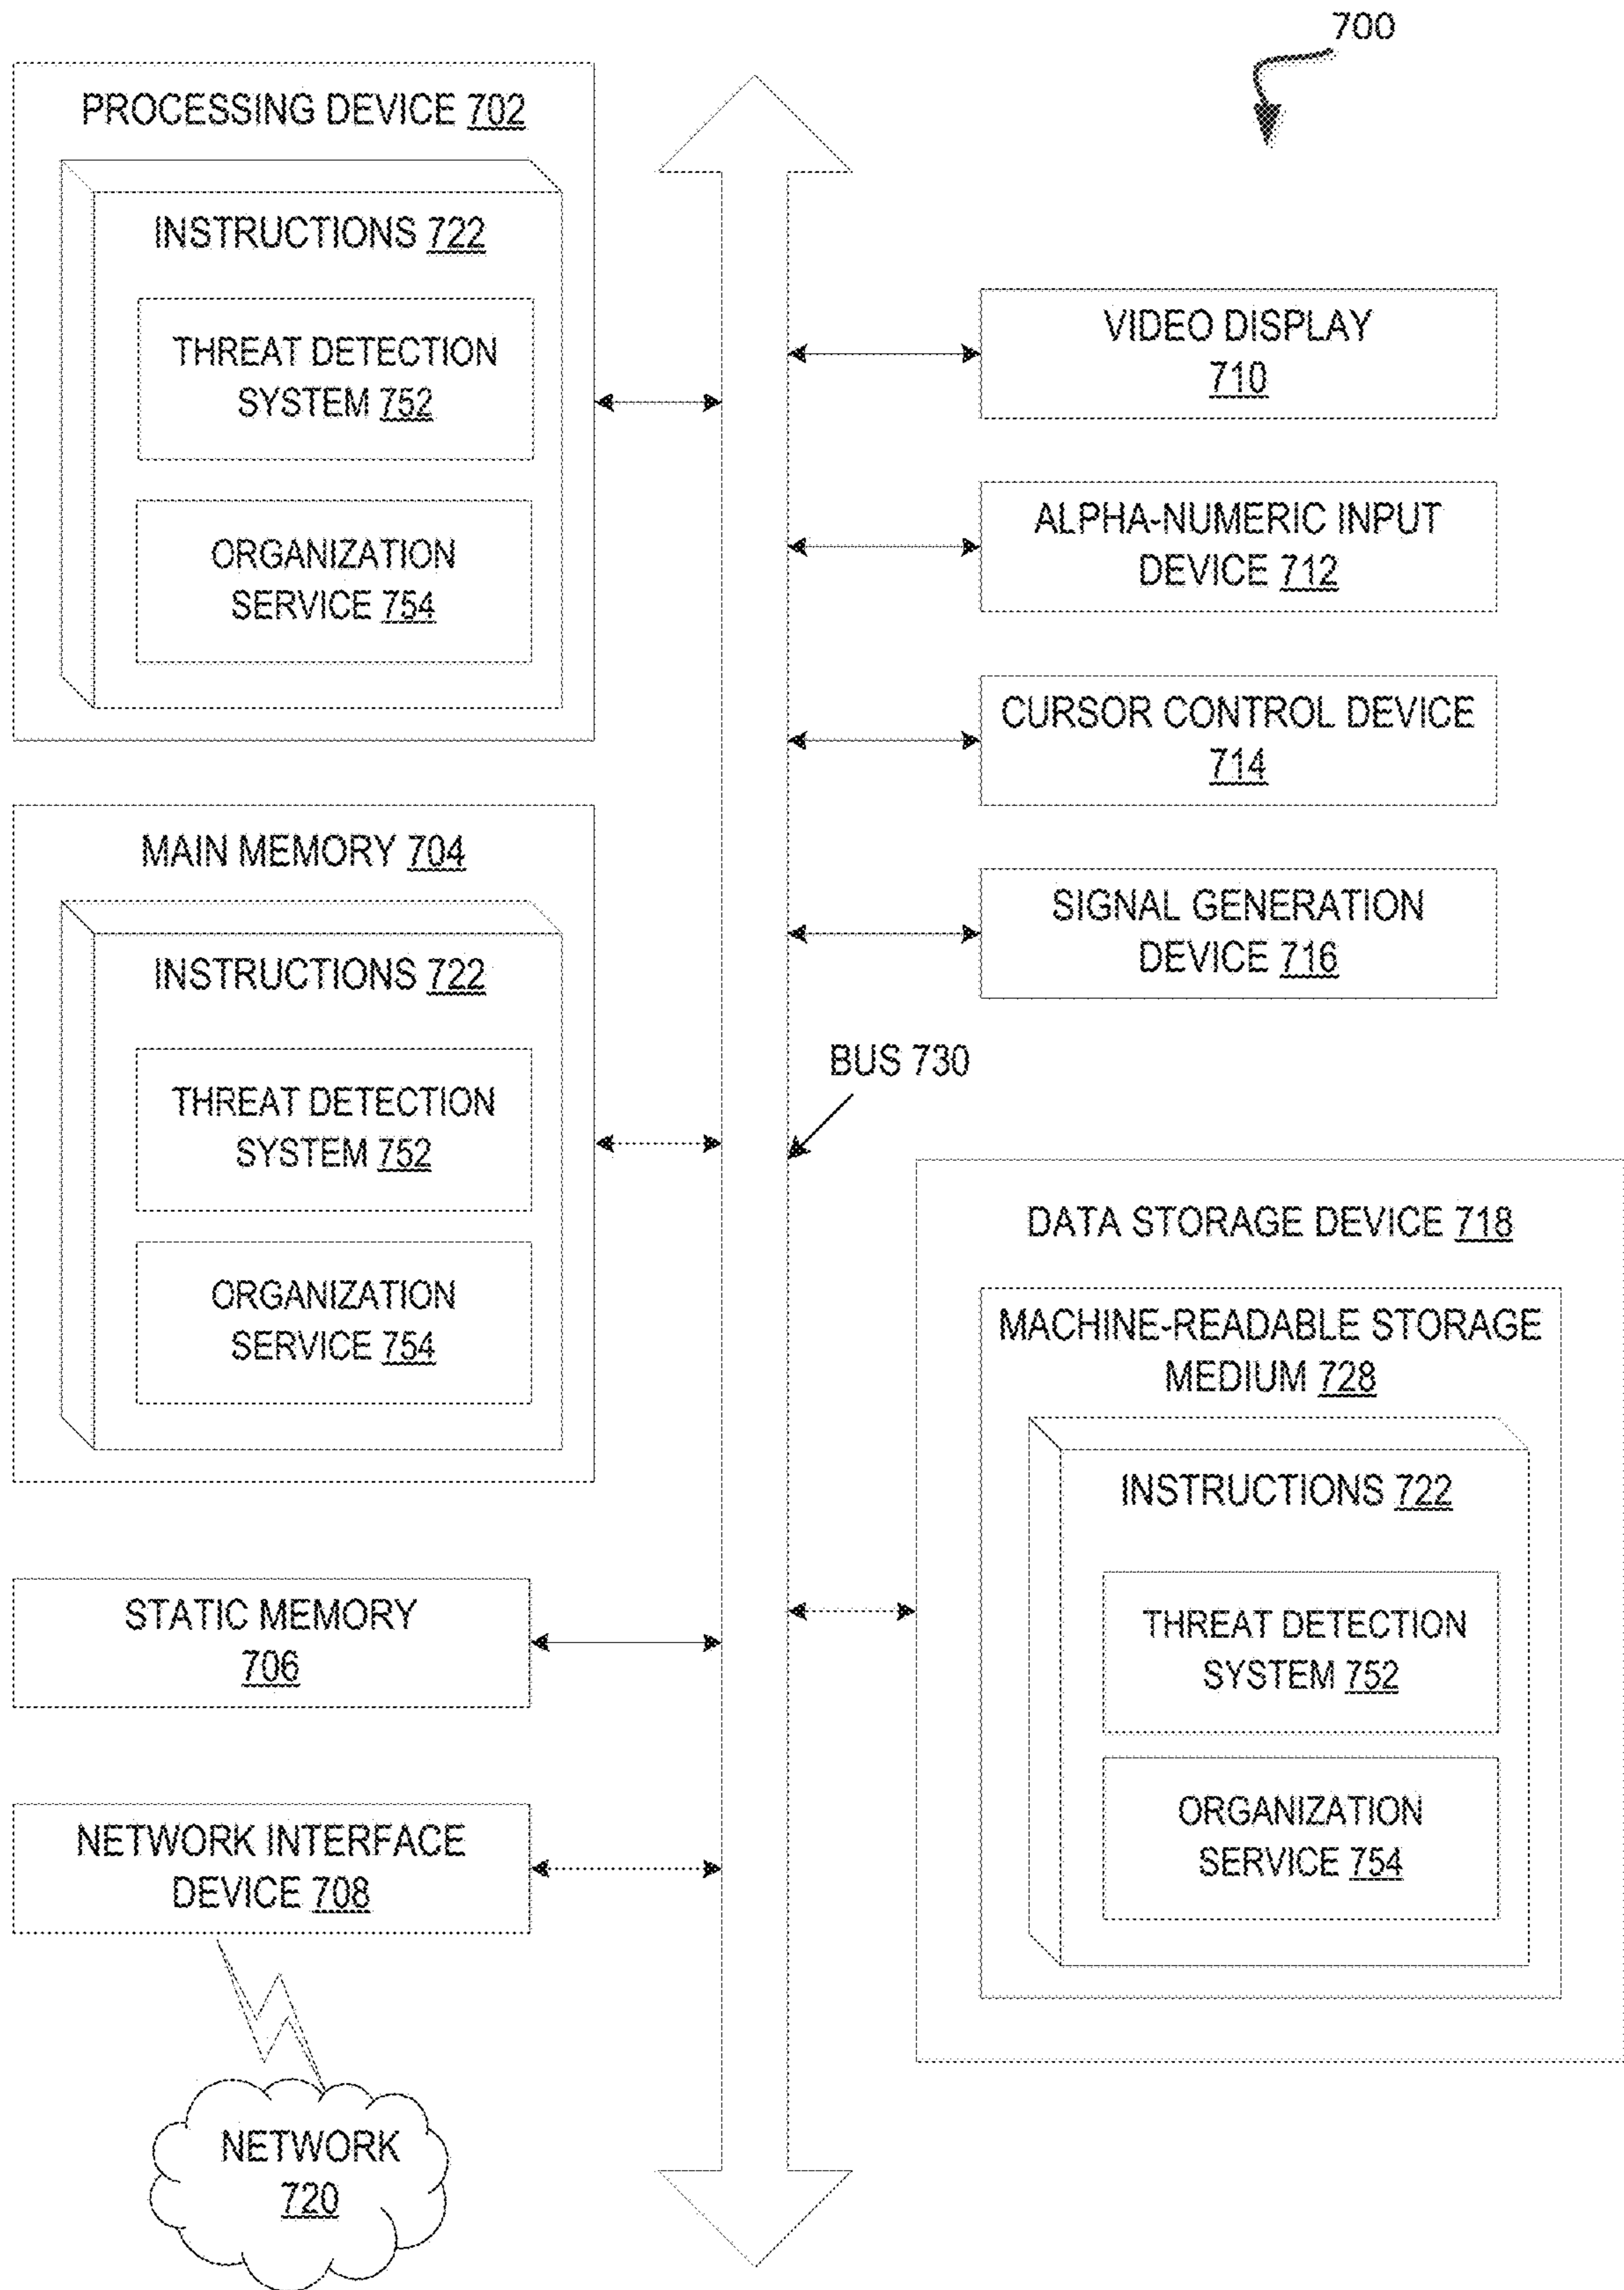 700
PROCESSING DEVICE 702
INSTRUCTIONS 722
THREAT DETECTION
SYSTEM 752
ORGANIZATION
SERVICE 754
MAIN MEMORY 704
INSTRUCTIONS 722
THREAT DETECTION
SYSTEM 752
ORGANIZATION
SERVICE 754
STATIC MEMORY
706
NETWORK INTERFACE
DEVICE 708
NETWORK
720
VIDEO DISPLAY
710
ALPHA-NUMERIC INPUT
DEVICE 712
CURSOR CONTROL DEVICE
714
SIGNAL GENERATION
DEVICE 716
BUS 730
DATA STORAGE DEVICE 718
MACHINE-READABLE STORAGE
MEDIUM 728
INSTRUCTIONS 722
THREAT DETECTION
SYSTEM 752
ORGANIZATION
SERVICE 754